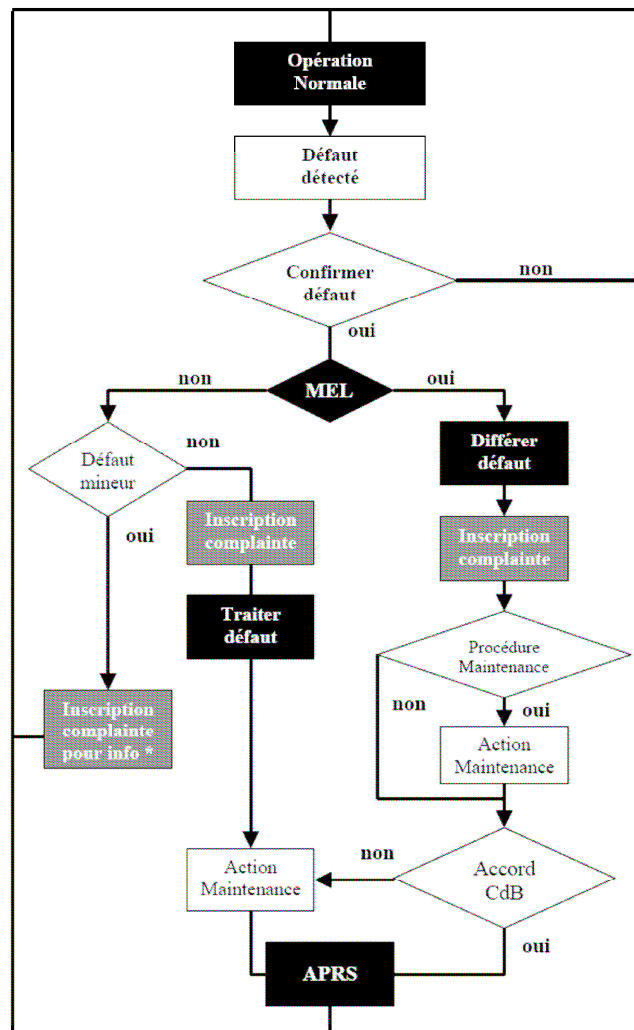 Opération
Normale
Défaut
détecté
Confirmer
défaut
non
oui
non
MEL
oui
Défaut
mineur
non
Différer
défaut
oui
Inscription
complainte
Inscription
complainte
Traiter
défaut
Procédure
Maintenance
non
oui
Inscription
complainte
pour info *
Action
Maintenance
Action
Maintenance
non
Accord
CdB
oui
APRS